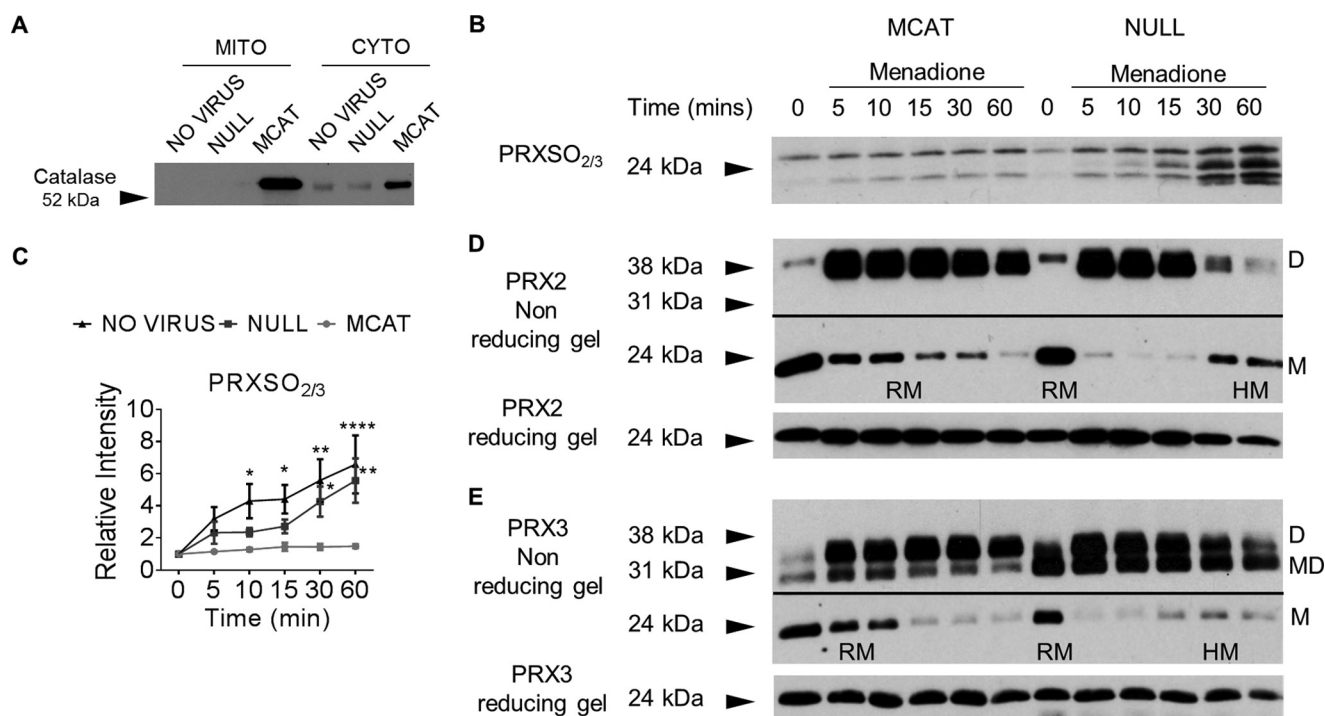 A
MITO CYTO
NO VIRUS NULL MCAT NO VIRUS NULL MCAT
Catalase
52 kDa
B
MCAT NULL
Menadione Menadione
Time (mins) 0 5 10 15 30 60 0 5 10 15 30 60
PRXSO2/3 24 kDa
C
NO VIRUS NULL MCAT
PRXSO2/3
Relative Intensity
10
8
6
4
2
0
* * ** * **** **
0 5 10 15 30 60
Time (min)
D
PRX2
Non
reducing gel
38 kDa D
31 kDa
24 kDa M
RM RM HM
PRX2
reducing gel
24 kDa
E
PRX3
Non
reducing gel
38 kDa D
31 kDa MD
24 kDa M
RM RM HM
PRX3
reducing gel
24 kDa